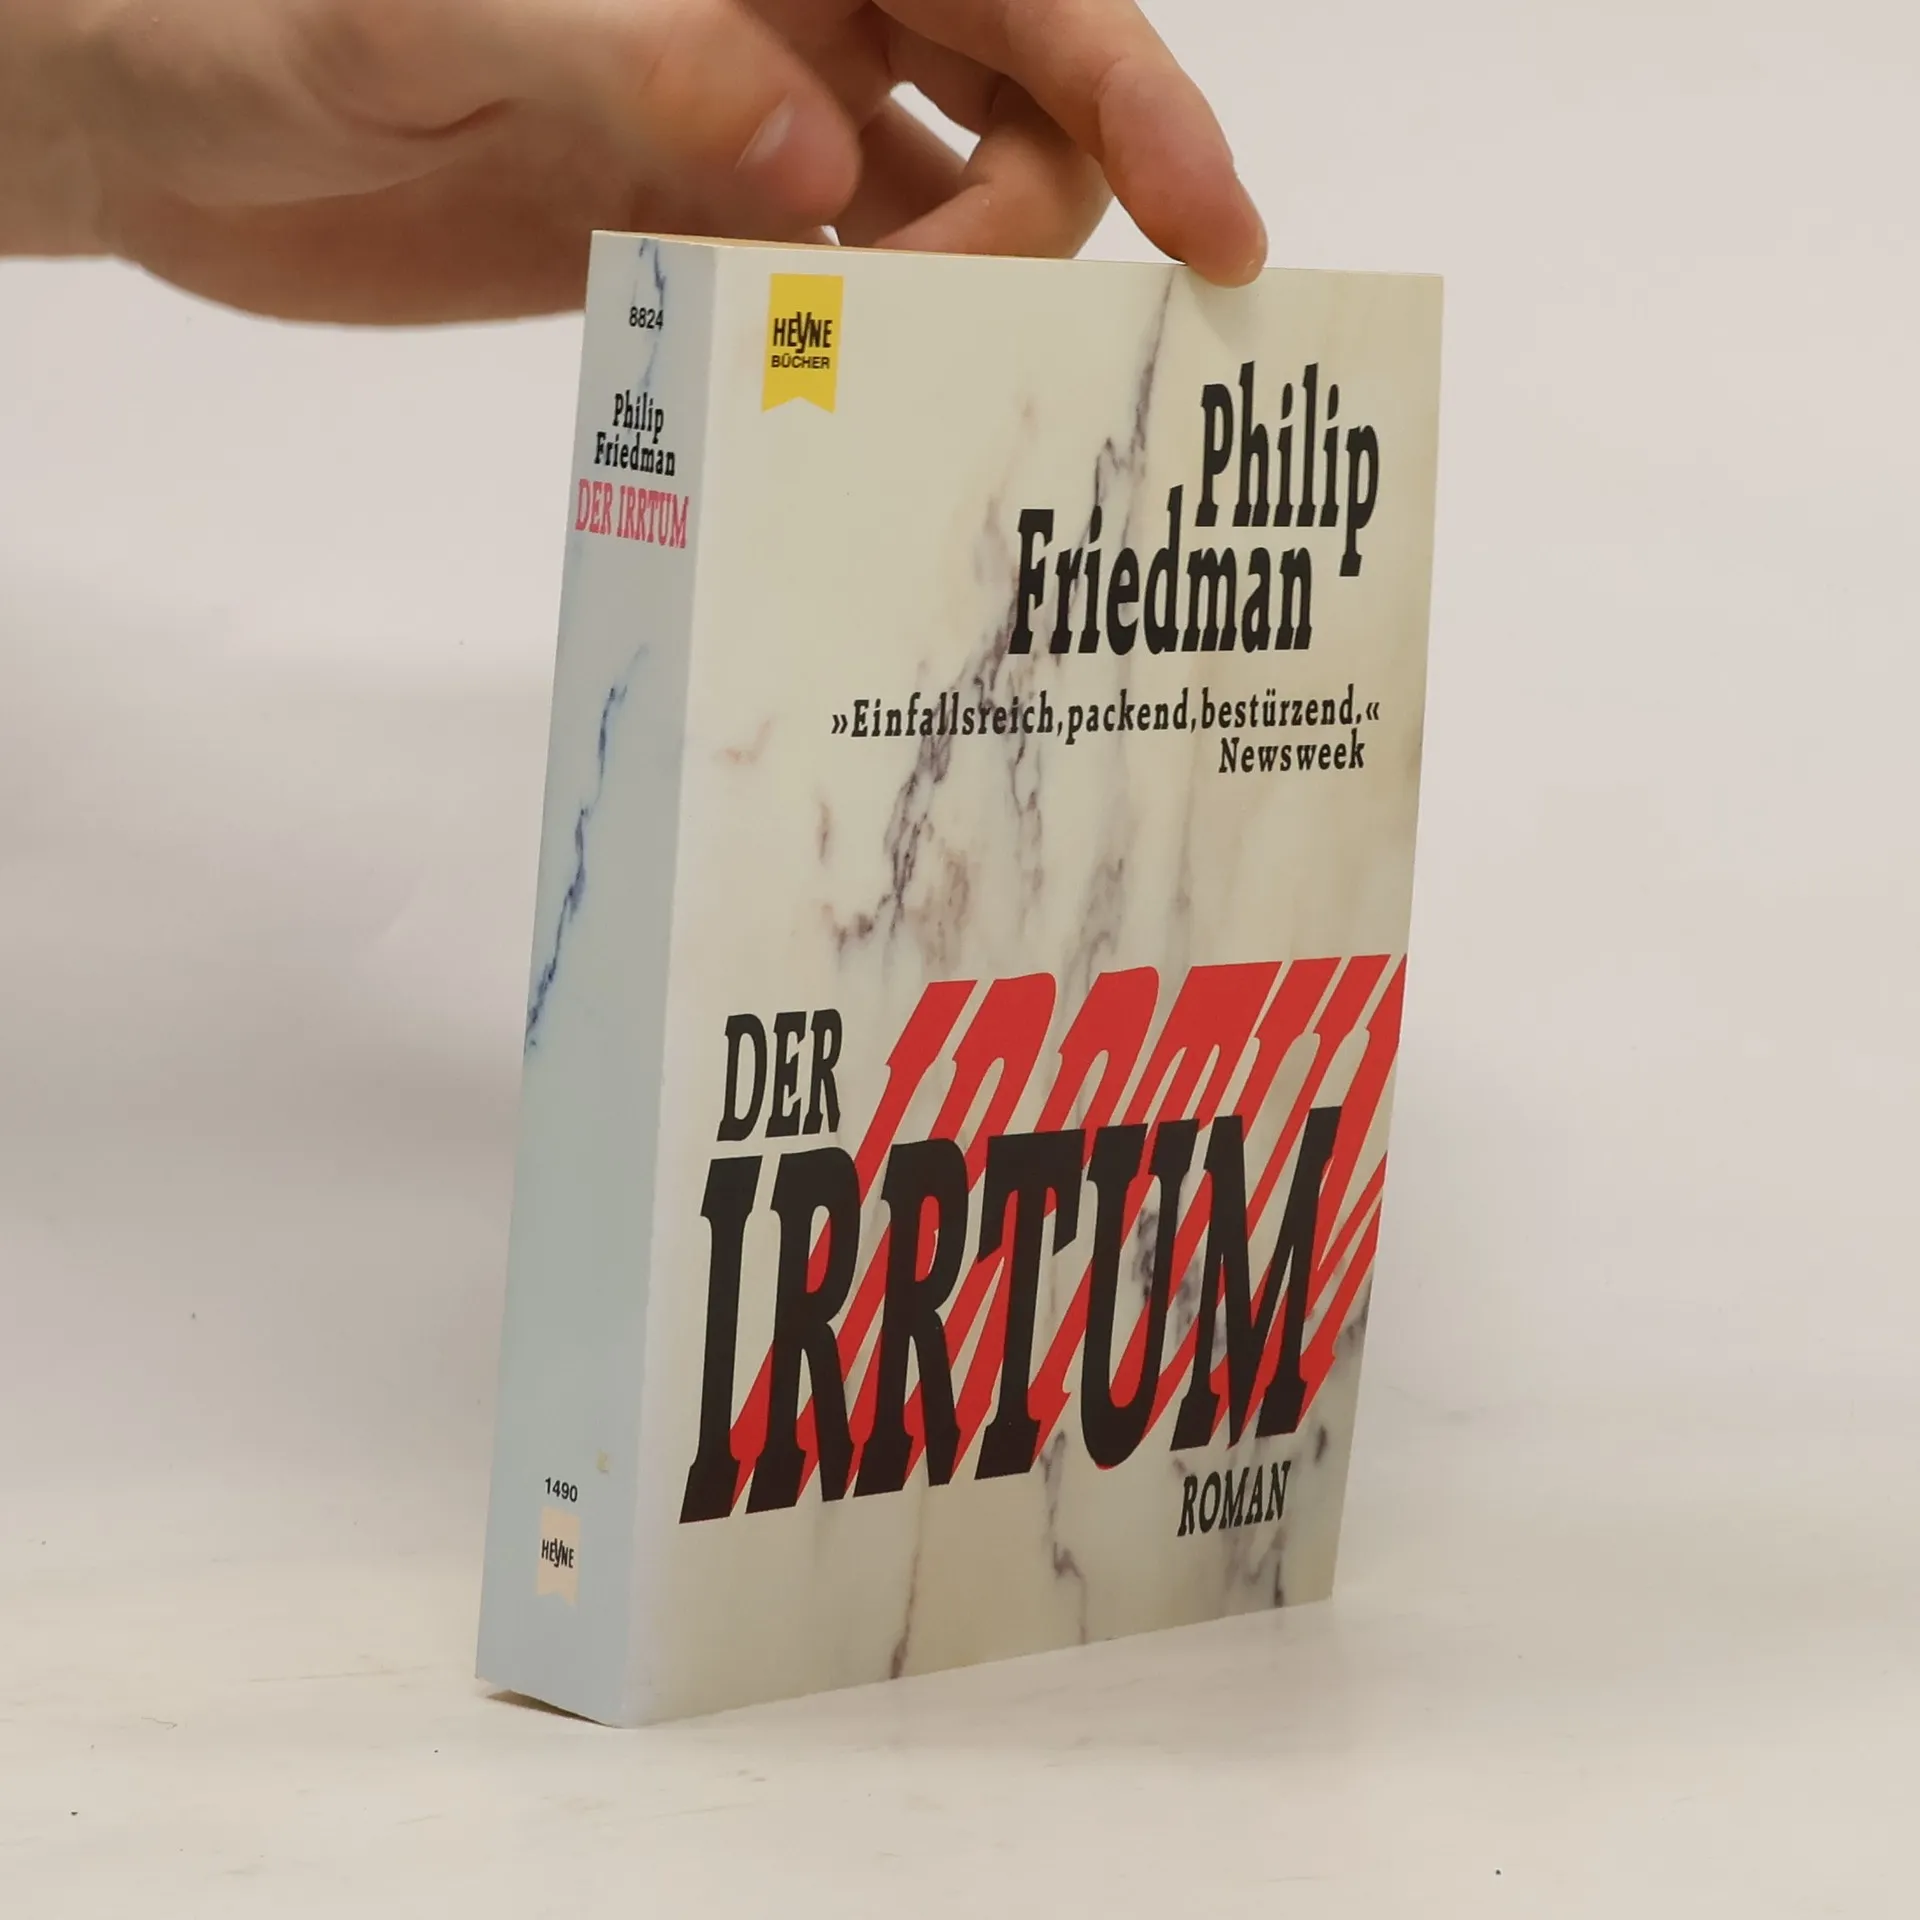 8824
Philip
Friedman
DER IRRTUM
1490
HEYNE
HEYNE
BÜCHER
Philip
Friedman
»Einfallsreich, packend, bestürzend.«
Newsweek
DER
IRRTUM
ROMAN